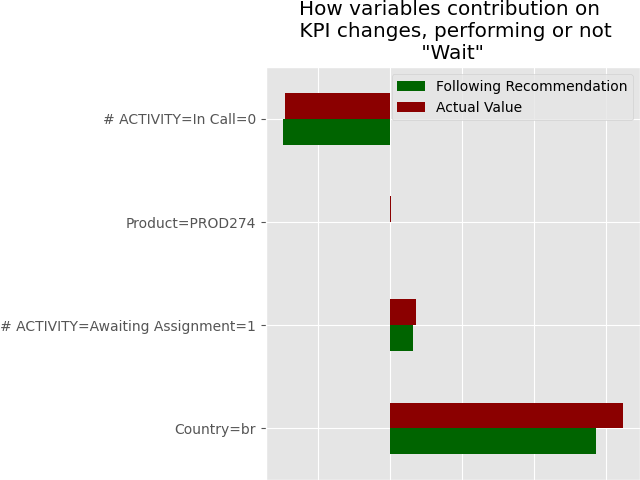 How variables contribution on
KPI changes, performing or not
"Wait"
Following Recommendation
Actual Value
# ACTIVITY=In Call=0
Product=PROD274
# ACTIVITY=Awaiting Assignment=1
Country=br